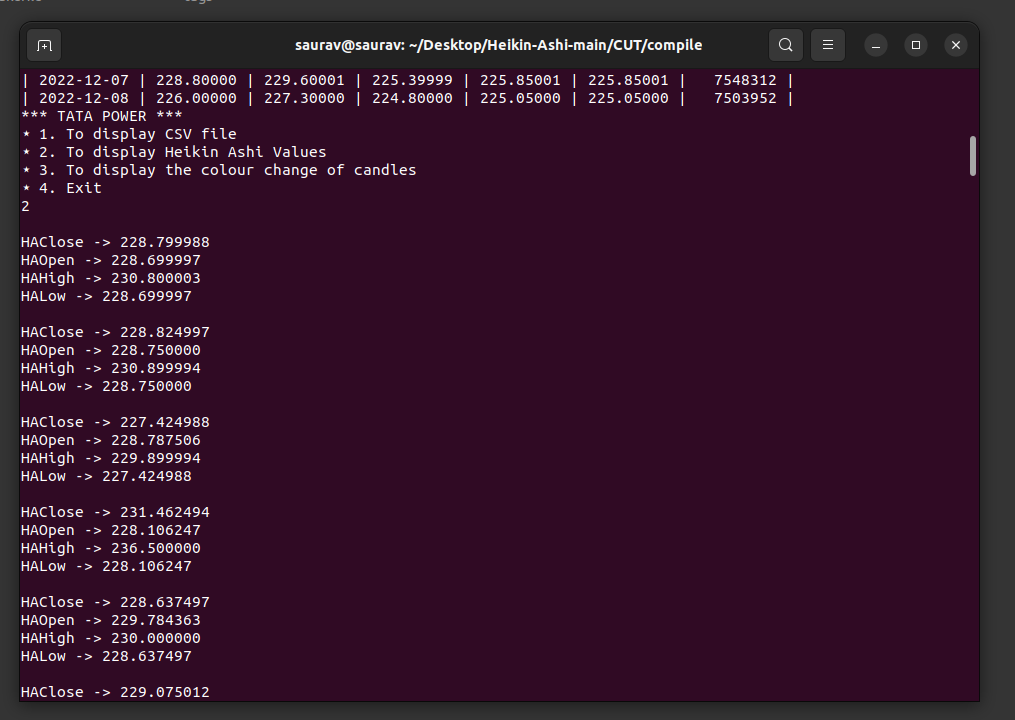 saurav@saurav: ~/Desktop/Heikin-Ashi-main/CUT/compile
| 2022-12-07 | 228.80000 | 229.60001 | 225.39999 | 225.85001 | 225.85001 |   7548312 |
| 2022-12-08 | 226.00000 | 227.30000 | 224.80000 | 225.05000 | 225.05000 |   7503952 |
*** TATA POWER ***
* 1. To display CSV file
* 2. To display Heikin Ashi Values
* 3. To display the colour change of candles
* 4. Exit
2
HAClose -> 228.799988
HAOpen -> 228.699997
HAHigh -> 230.800003
HALow -> 228.699997
HAClose -> 228.824997
HAOpen -> 228.750000
HAHigh -> 230.899994
HALow -> 228.750000
HAClose -> 227.424988
HAOpen -> 228.787506
HAHigh -> 229.899994
HALow -> 227.424988
HAClose -> 231.462494
HAOpen -> 228.106247
HAHigh -> 236.500000
HALow -> 228.106247
HAClose -> 228.637497
HAOpen -> 229.784363
HAHigh -> 230.000000
HALow -> 228.637497
HAClose -> 229.075012